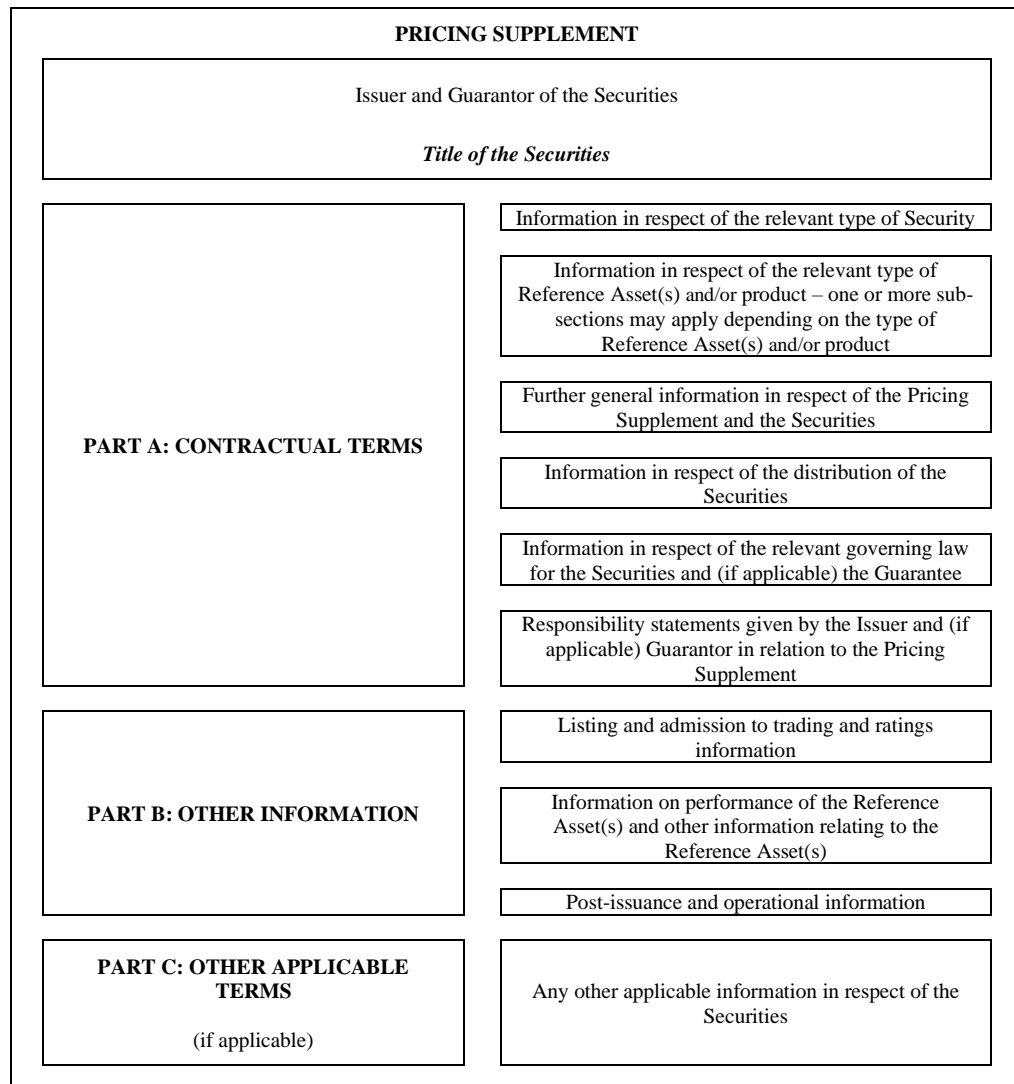 PRICING SUPPLEMENT
Issuer and Guarantor of the Securities
Title of the Securities
PART A: CONTRACTUAL TERMS
Information in respect of the relevant type of Security
Information in respect of the relevant type of
Reference Asset(s) and/or product – one or more sub-
sections may apply depending on the type of
Reference Asset(s) and/or product
Further general information in respect of the Pricing
Supplement and the Securities
Information in respect of the distribution of the
Securities
Information in respect of the relevant governing law
for the Securities and (if applicable) the Guarantee
Responsibility statements given by the Issuer and (if
applicable) Guarantor in relation to the Pricing
Supplement
PART B: OTHER INFORMATION
Listing and admission to trading and ratings
information
Information on performance of the Reference
Asset(s) and other information relating to the
Reference Asset(s)
Post-issuance and operational information
PART C: OTHER APPLICABLE
TERMS
(if applicable)
Any other applicable information in respect of the
Securities